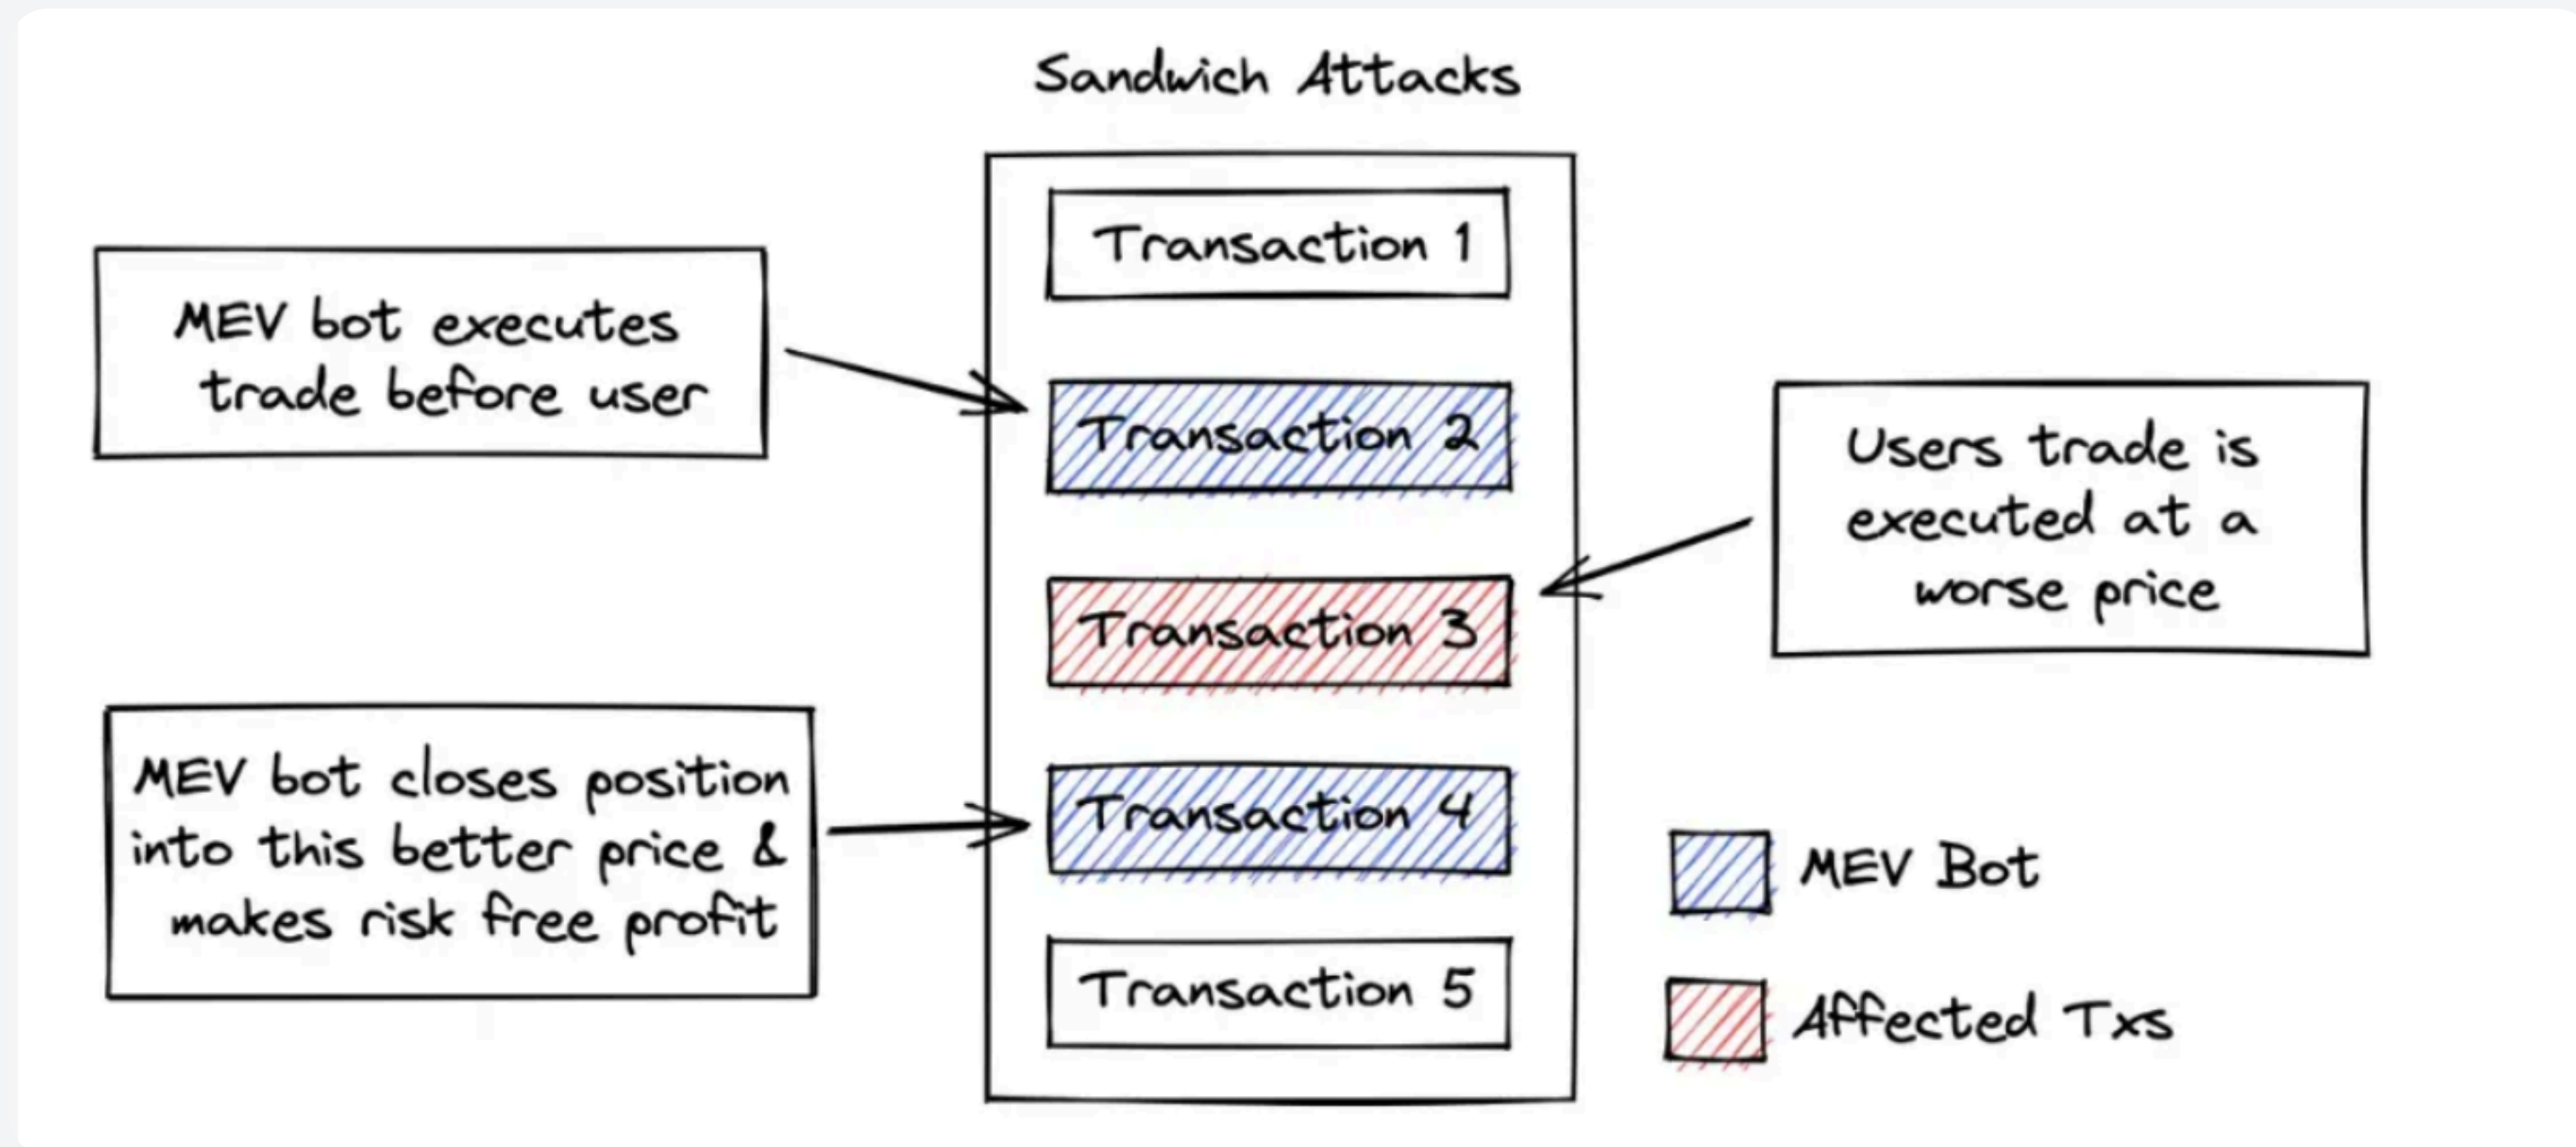 Sandwich Attacks
MEV bot executes
trade before user
MEV bot closes position
into this better price &
makes risk free profit
Transaction 1
Transaction 2
Transaction 3
Transaction 4
Transaction 5
Users trade is
executed at a
worse price
MEV Bot
Affected Txs